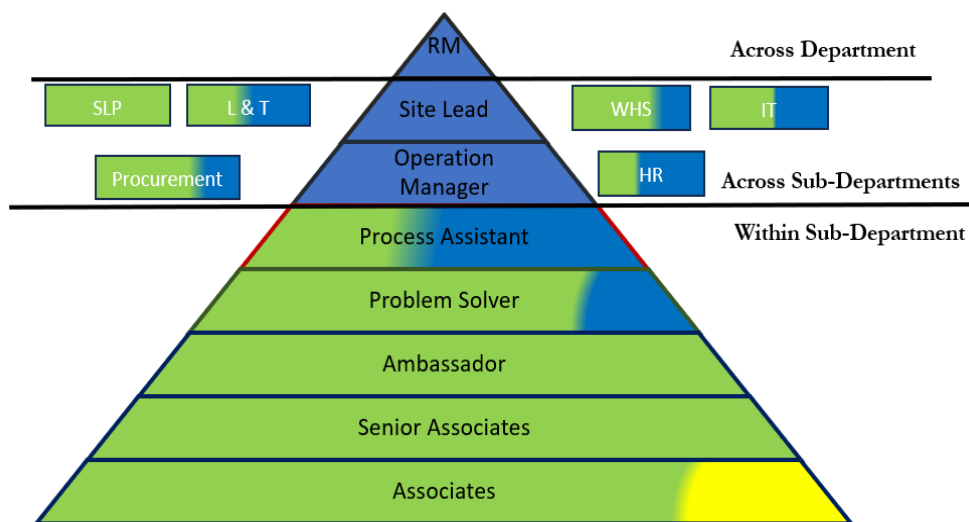 RM
Across Department
SLP
L & T
Site Lead
WHS
IT
Procurement
Operation
Manager
HR
Across Sub-Departments
Process Assistant
Within Sub-Department
Problem Solver
Ambassador
Senior Associates
Associates